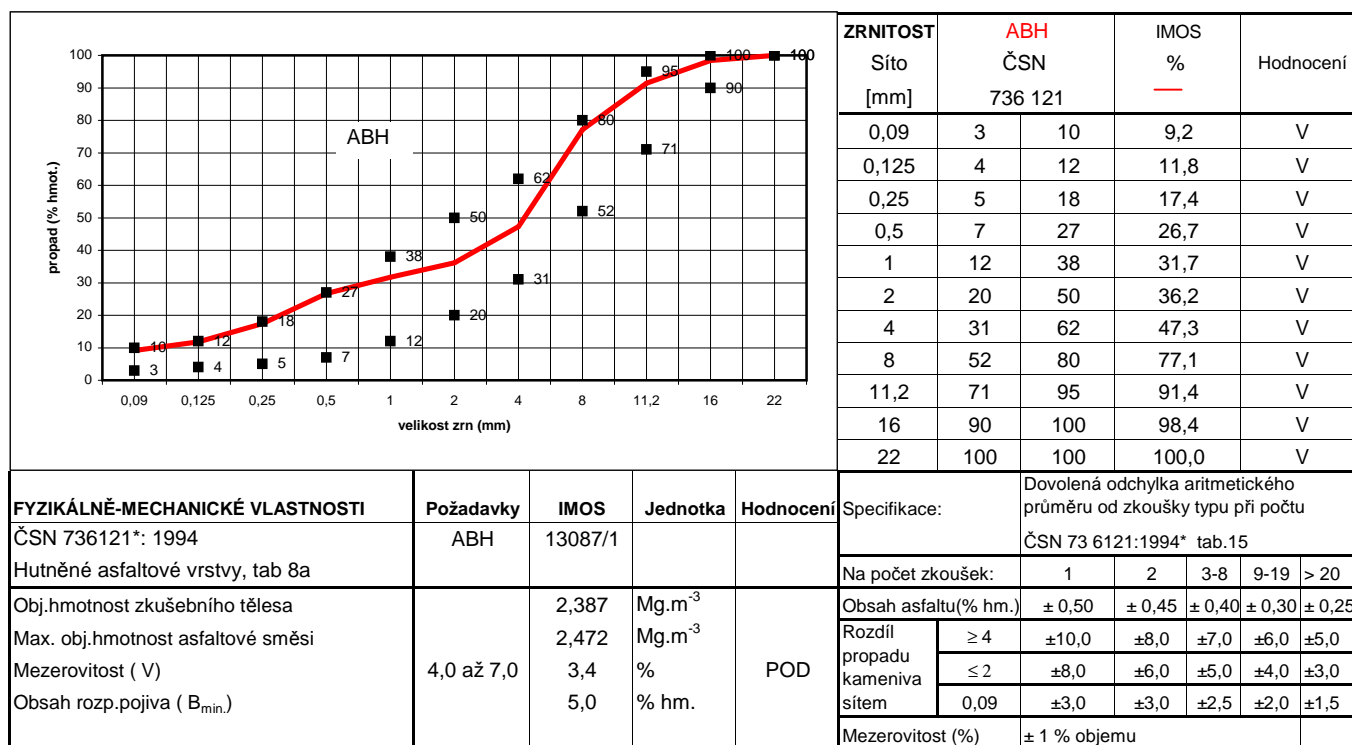 100
90
80
70
60
50
40
30
20
10
0
propad (% hmot.)
ABH
10 12 18 27 38 50 62 80 95 100 100
3 4 5 7 12 20 31 52 71 90 100
0,09 0,125 0,25 0,5 1 2 4 8 11,2 16 22
velikost zrn (mm)
ZRNITOST ABH IMOS
Síto ČSN % Hodnocení
[mm] 736 121
0,09 3 10 9,2 V
0,125 4 12 11,8 V
0,25 5 18 17,4 V
0,5 7 27 26,7 V
1 12 38 31,7 V
2 20 50 36,2 V
4 31 62 47,3 V
8 52 80 77,1 V
11,2 71 95 91,4 V
16 90 100 98,4 V
22 100 100 100,0 V
FYZIKÁLNĚ-MECHANICKÉ VLASTNOSTI Požadavky IMOS Jednotka Hodnocení
ČSN 736121*: 1994 ABH 13087/1
Hutněné asfaltové vrstvy, tab 8a
Obj.hmotnost zkušebního tělesa 2,387 Mg.m-3
Max. obj.hmotnost asfaltové směsi 2,472 Mg.m-3
Mezerovitost ( V) 4,0 až 7,0 3,4 % POD
Obsah rozp.pojiva ( Bmin.) 5,0 % hm.
Specifikace:
Dovolená odchylka aritmetického
průměru od zkoušky typu při počtu
ČSN 73 6121:1994* tab.15
Na počet zkoušek: 1 2 3-8 9-19 > 20
Obsah asfaltu(% hm.) ± 0,50 ± 0,45 ± 0,40 ± 0,30 ± 0,25
Rozdíl
propadu
kameniva
sítem
≥ 4 ±10,0 ±8,0 ±7,0 ±6,0 ±5,0
≤ 2 ±8,0 ±6,0 ±5,0 ±4,0 ±3,0
0,09 ±3,0 ±3,0 ±2,5 ±2,0 ±1,5
Mezerovitost (%) ± 1 % objemu